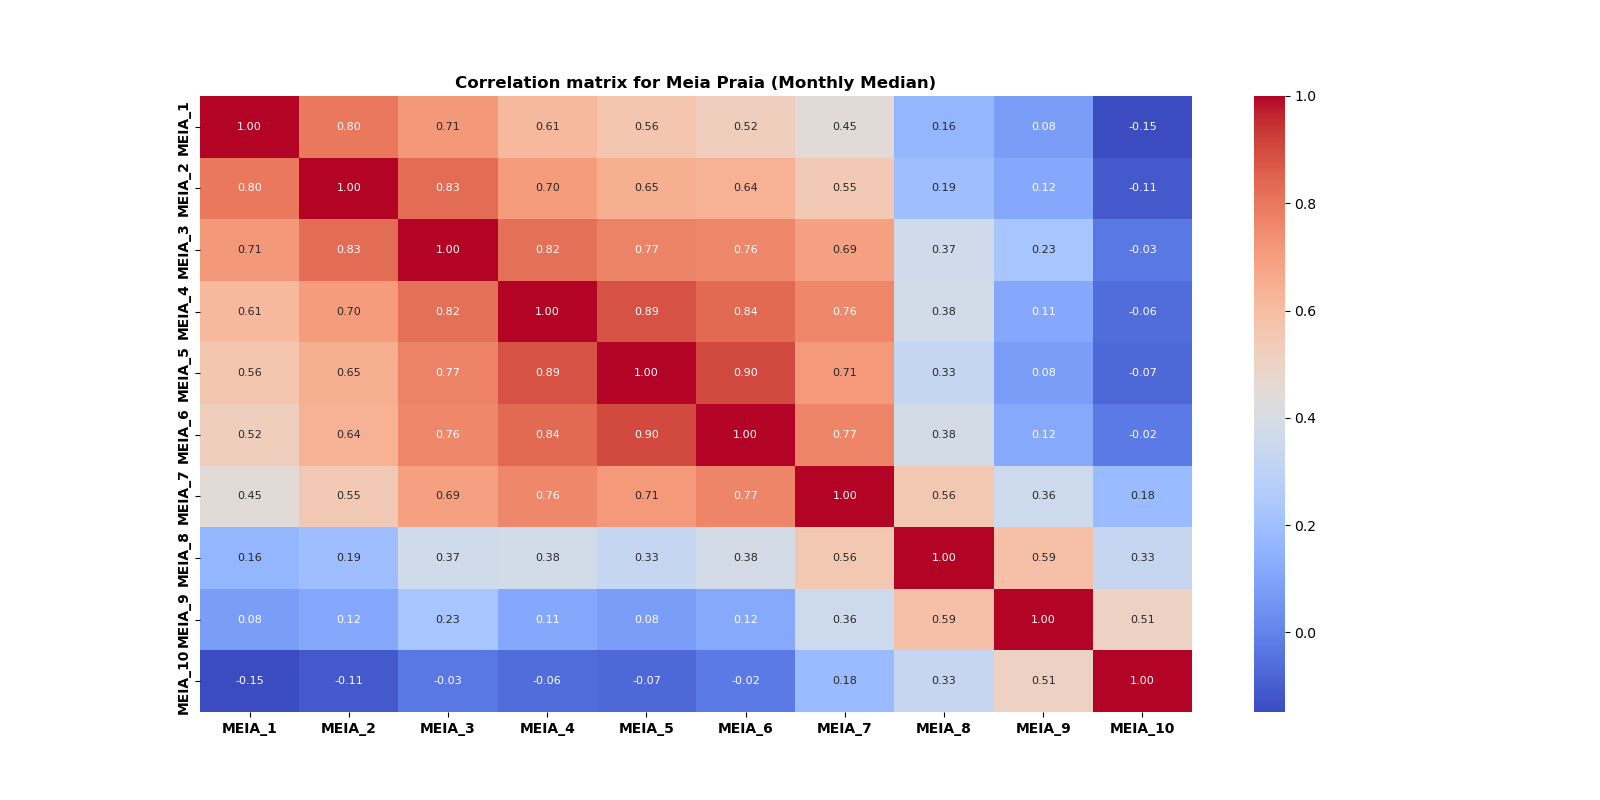 Correlation matrix for Meia Praia (Monthly Median)
MEIA_1 1.00 0.80 0.71 0.61 0.56 0.52 0.45 0.16 0.08 -0.15
MEIA_2 0.80 1.00 0.83 0.70 0.65 0.64 0.55 0.19 0.12 -0.11
MEIA_3 0.71 0.83 1.00 0.82 0.77 0.76 0.69 0.37 0.23 -0.03
MEIA_4 0.61 0.70 0.82 1.00 0.89 0.84 0.76 0.38 0.11 -0.06
MEIA_5 0.56 0.65 0.77 0.89 1.00 0.90 0.71 0.33 0.08 -0.07
MEIA_6 0.52 0.64 0.76 0.84 0.90 1.00 0.77 0.38 0.12 -0.02
MEIA_7 0.45 0.55 0.69 0.76 0.71 0.77 1.00 0.56 0.36 0.18
MEIA_8 0.16 0.19 0.37 0.38 0.33 0.38 0.56 1.00 0.59 0.33
MEIA_9 0.08 0.12 0.23 0.11 0.08 0.12 0.36 0.59 1.00 0.51
MEIA_10 -0.15 -0.11 -0.03 -0.06 -0.07 -0.02 0.18 0.33 0.51 1.00
MEIA_1 MEIA_2 MEIA_3 MEIA_4 MEIA_5 MEIA_6 MEIA_7 MEIA_8 MEIA_9 MEIA_10
1.0
0.8
0.6
0.4
0.2
0.0